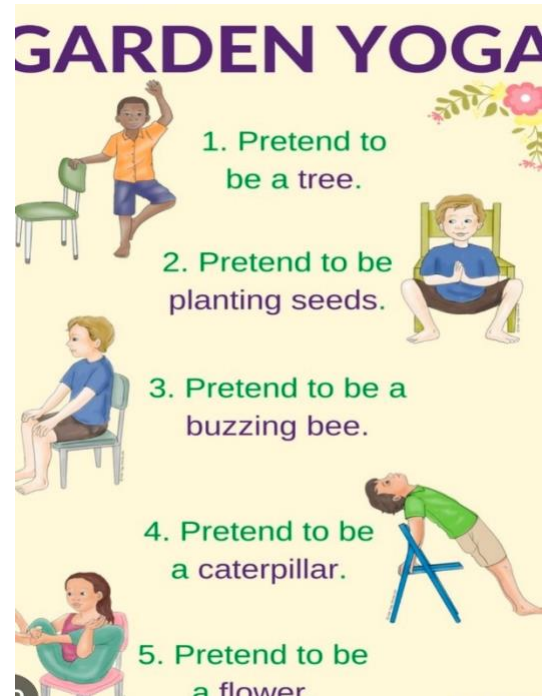 GARDEN YOGA
1. Pretend to
be a tree.
2. Pretend to be
planting seeds.
3. Pretend to be a
buzzing bee.
4. Pretend to be
a caterpillar.
5. Pretend to be
a flower